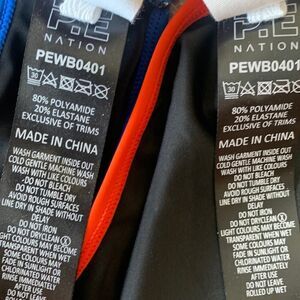 P.E
NATION
PEWB0401
30
80% POLYAMIDE
20% ELASTANE
EXCLUSIVE OF TRIMS
MADE IN CHINA
WASH GARMENT INSIDE OUT
COLD GENTLE MACHINE WASH
WASH WITH LIKE COLOURS
DO NOT BLEACH
DO NOT TUMBLE DRY
AVOID ROUGH SURFACES
LINE DRY IN SHADE WITHOUT
DELAY
DO NOT IRON
DO NOT DRYCLEAN
LIGHT COLOURS MAY BECOME
TRANSPARENT WHEN WET
SOME COLOURS MAY
FADE IN SUNLIGHT OR
CHLORINATED WATER
RINSE IMMEDIATELY
AFTER
P.E
NATION
PEWB0401
30
80% POLYAMIDE
20% ELASTANE
EXCLUSIVE OF TRIMS
MADE IN CHINA
WASH GARMENT INSIDE OUT
COLD GENTLE MACHINE WASH
WASH WITH LIKE COLOURS
DO NOT BLEACH
DO NOT TUMBLE DRY
AVOID ROUGH SURFACES
LINE DRY IN SHADE WITHOUT
DELAY
DO NOT IRON
DO NOT DRYCLEAN
LIGHT COLOURS MAY BECOME
TRANSPARENT WHEN WET
SOME COLOURS MAY
FADE IN SUNLIGHT OR
CHLORINATED WATER
RINSE IMMEDIATELY
AFTER USE
DO NOT LEAVE
ROLLED UP WET